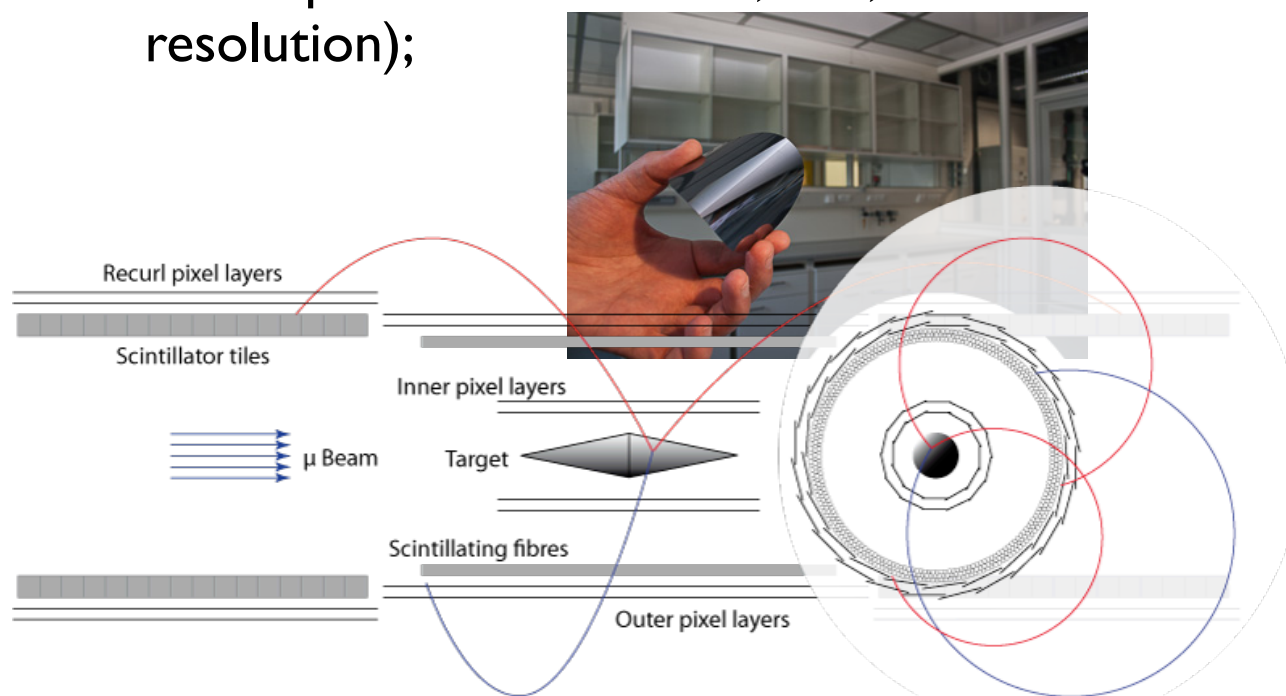 resolution);
Recurl pixel layers
Scintillator tiles
Inner pixel layers
μ Beam
Target
Scintillating fibres
Outer pixel layers